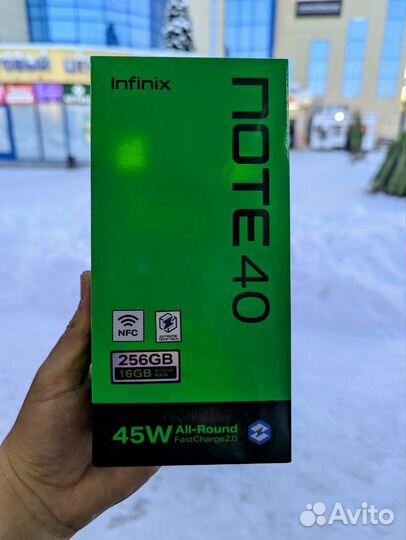 Infinix
NOTE 40
NFC
256GB
16GB
45W All-Round
FastCharge2.0
Avito